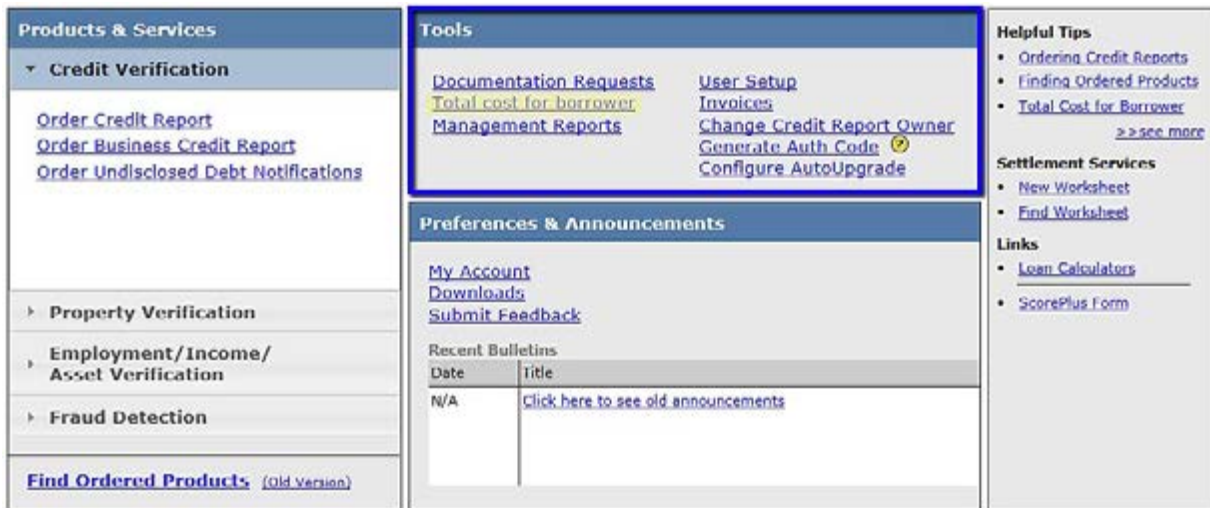 Products & Services
Credit Verification
Order Credit Report
Order Business Credit Report
Order Undisclosed Debt Notifications
Property Verification
Employment/Income/
Asset Verification
Fraud Detection
Find Ordered Products (Old Version)
Tools
Documentation Requests
Total cost for borrower
Management Reports
User Setup
Invoices
Change Credit Report Owner
Generate Auth Code ?
Configure AutoUpgrade
Preferences & Announcements
My Account
Downloads
Submit Feedback
Recent Bulletins
Date Title
N/A Click here to see old announcements
Helpful Tips
• Ordering Credit Reports
• Finding Ordered Products
• Total Cost for Borrower
>>see more
Settlement Services
• New Worksheet
• Find Worksheet
Links
• Loan Calculators
• ScorePlus Form